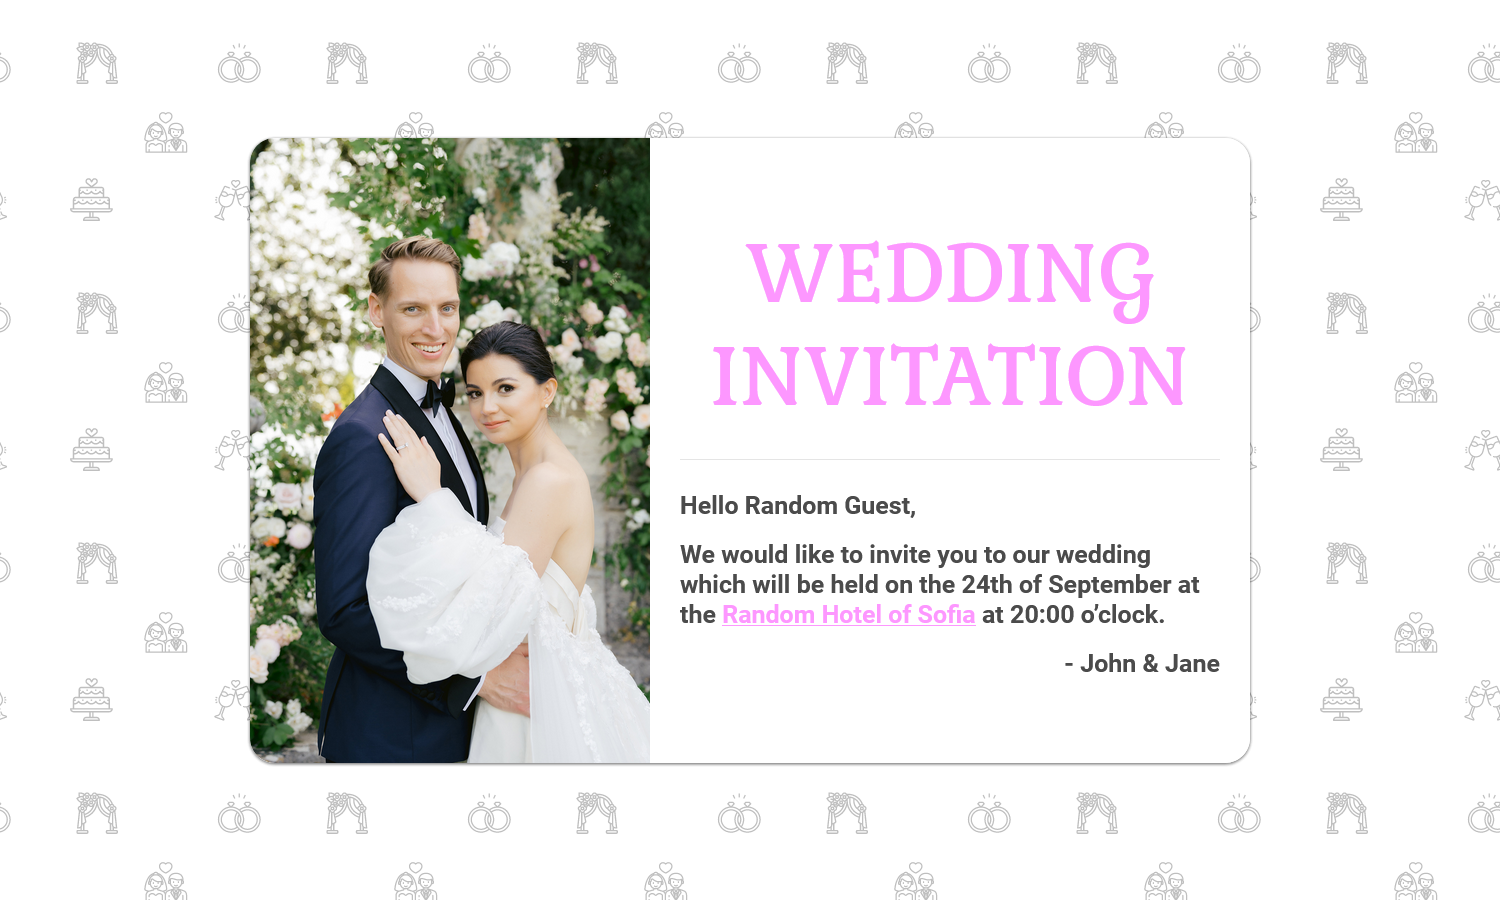 WEDDING
INVITATION
Hello Random Guest,
We would like to invite you to our wedding
which will be held on the 24th of September at
the Random Hotel of Sofia at 20:00 o’clock.
- John & Jane